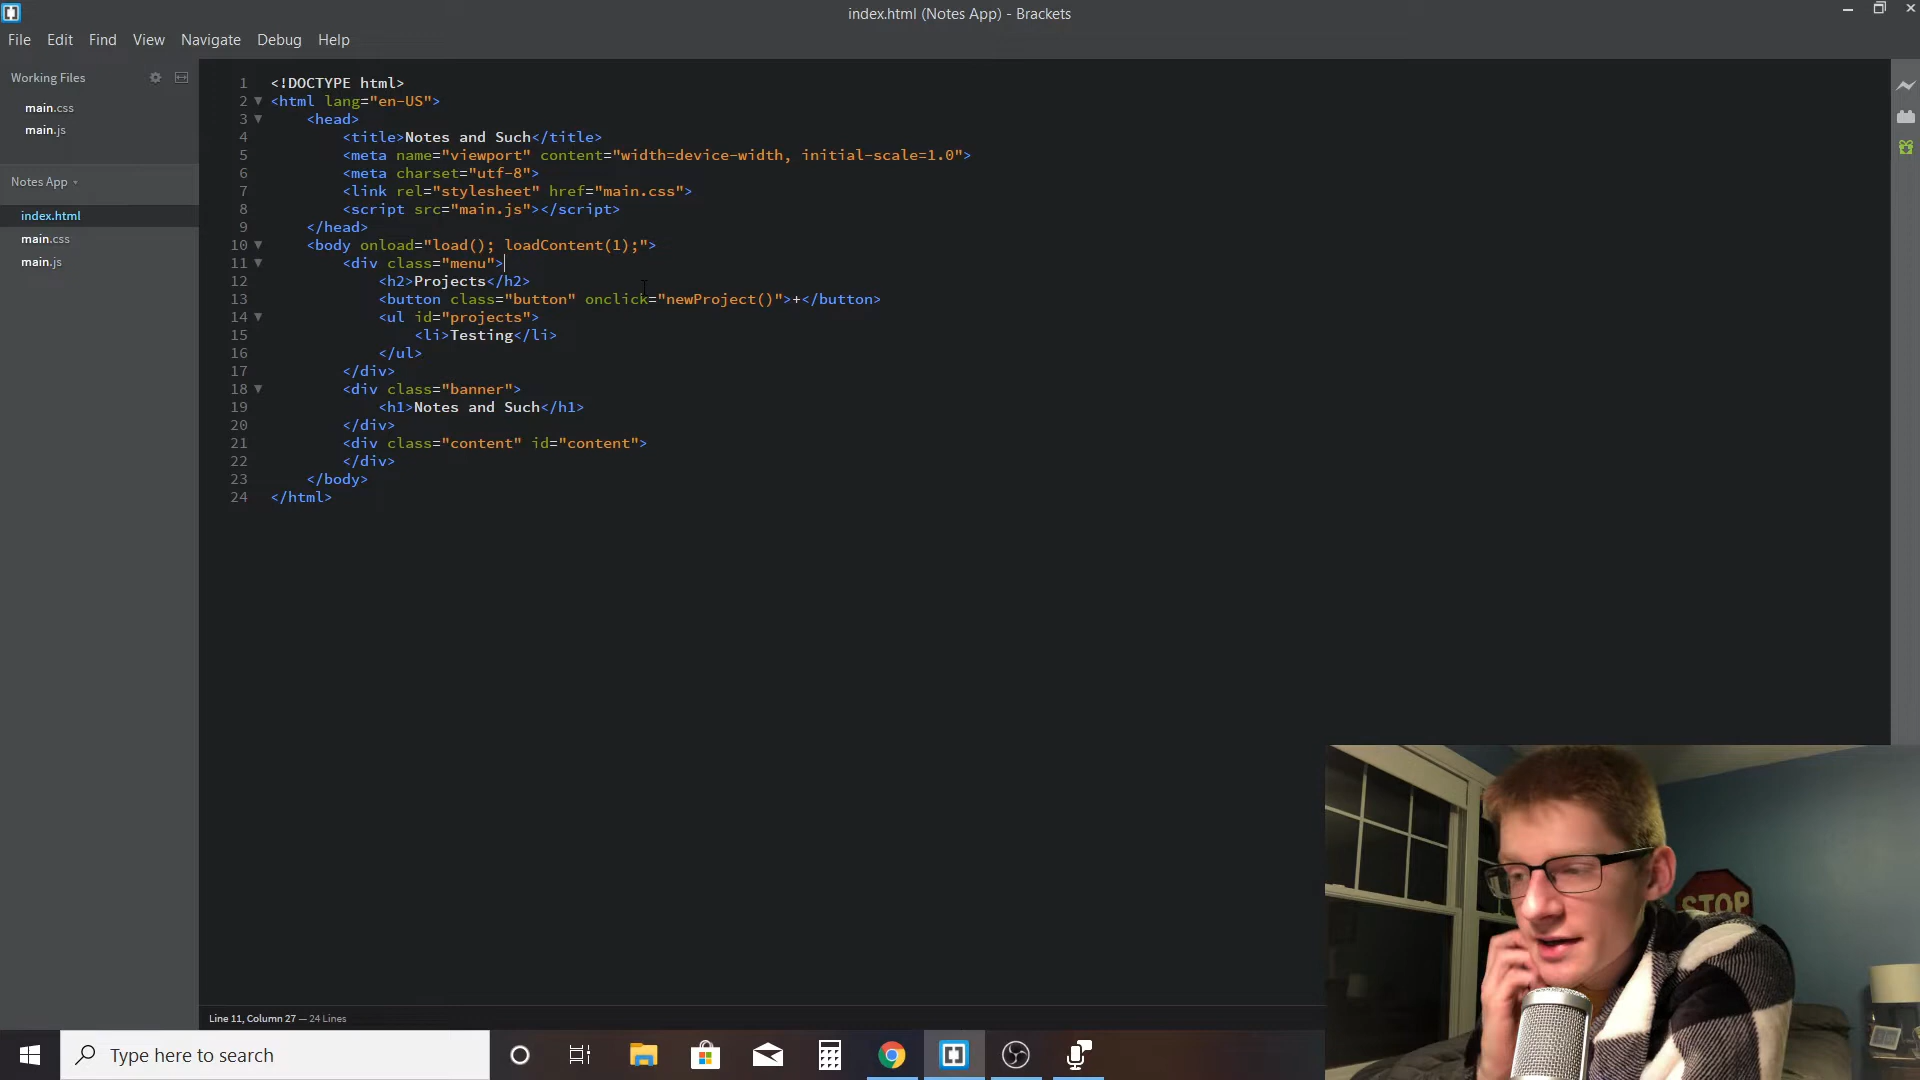 index.html (Notes App) - Brackets
File Edit Find View Navigate Debug Help
Working Files
main.css
main.js
Notes App
index.html
main.css
main.js
1 <!DOCTYPE html>
2 <html lang="en-US">
3 <head>
4 <title>Notes and Such</title>
5 <meta name="viewport" content="width=device-width, initial-scale=1.0">
6 <meta charset="utf-8">
7 <link rel="stylesheet" href="main.css">
8 <script src="main.js"></script>
9 </head>
10 <body onload="load(); loadContent(1);">
11 <div class="menu">
12 <h2>Projects</h2>
13 <button class="button" onclick="newProject()">+</button>
14 <ul id="projects">
15 <li>Testing</li>
16 </ul>
17 </div>
18 <div class="banner">
19 <h1>Notes and Such</h1>
20 </div>
21 <div class="content" id="content">
22 </div>
23 </body>
24 </html>
STOP
Line 11, Column 27 — 24 Lines
Type here to search